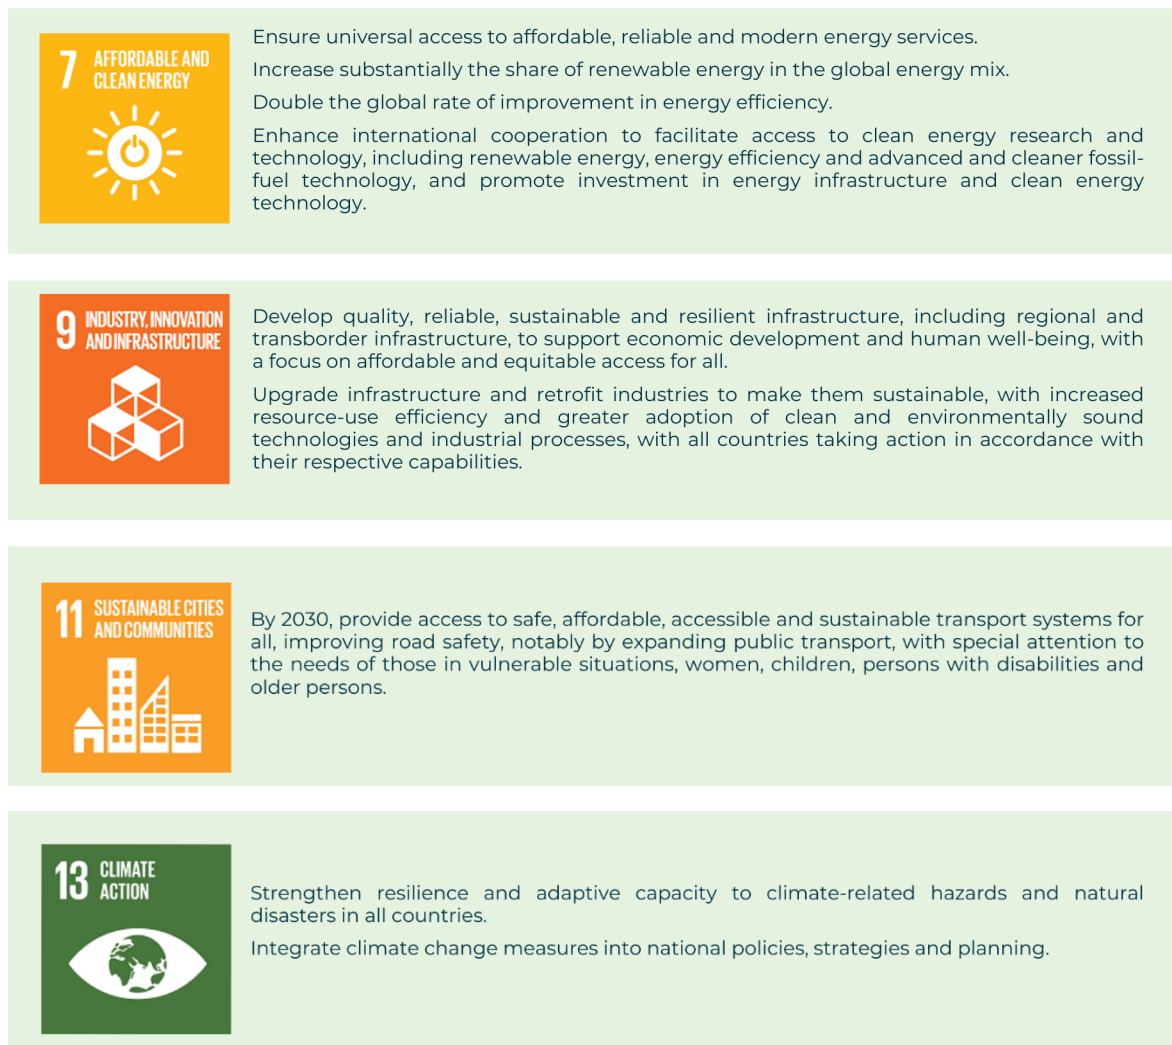 7 AFFORDABLE AND
CLEAN ENERGY
Ensure universal access to affordable, reliable and modern energy services.
Increase substantially the share of renewable energy in the global energy mix.
Double the global rate of improvement in energy efficiency.
Enhance international cooperation to facilitate access to clean energy research and
technology, including renewable energy, energy efficiency and advanced and cleaner fossil-
fuel technology, and promote investment in energy infrastructure and clean energy
technology.
9 INDUSTRY, INNOVATION
AND INFRASTRUCTURE
Develop quality, reliable, sustainable and resilient infrastructure, including regional and
transborder infrastructure, to support economic development and human well-being, with
a focus on affordable and equitable access for all.
Upgrade infrastructure and retrofit industries to make them sustainable, with increased
resource-use efficiency and greater adoption of clean and environmentally sound
technologies and industrial processes, with all countries taking action in accordance with
their respective capabilities.
11 SUSTAINABLE CITIES
AND COMMUNITIES
By 2030, provide access to safe, affordable, accessible and sustainable transport systems for
all, improving road safety, notably by expanding public transport, with special attention to
the needs of those in vulnerable situations, women, children, persons with disabilities and
older persons.
13 CLIMATE
ACTION
Strengthen resilience and adaptive capacity to climate-related hazards and natural
disasters in all countries.
Integrate climate change measures into national policies, strategies and planning.